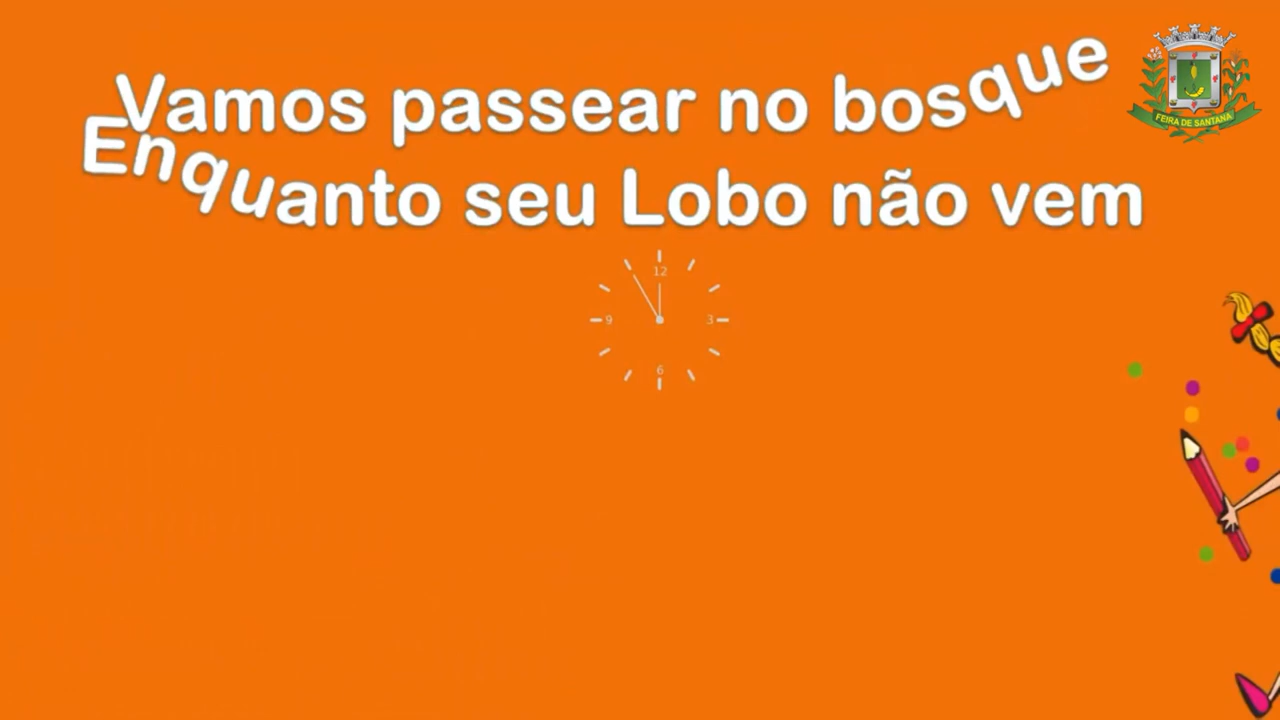 Vamos passear no bosque
Enquanto seu Lobo não vem
FEIRA DE SANTANA
12
9
3
6